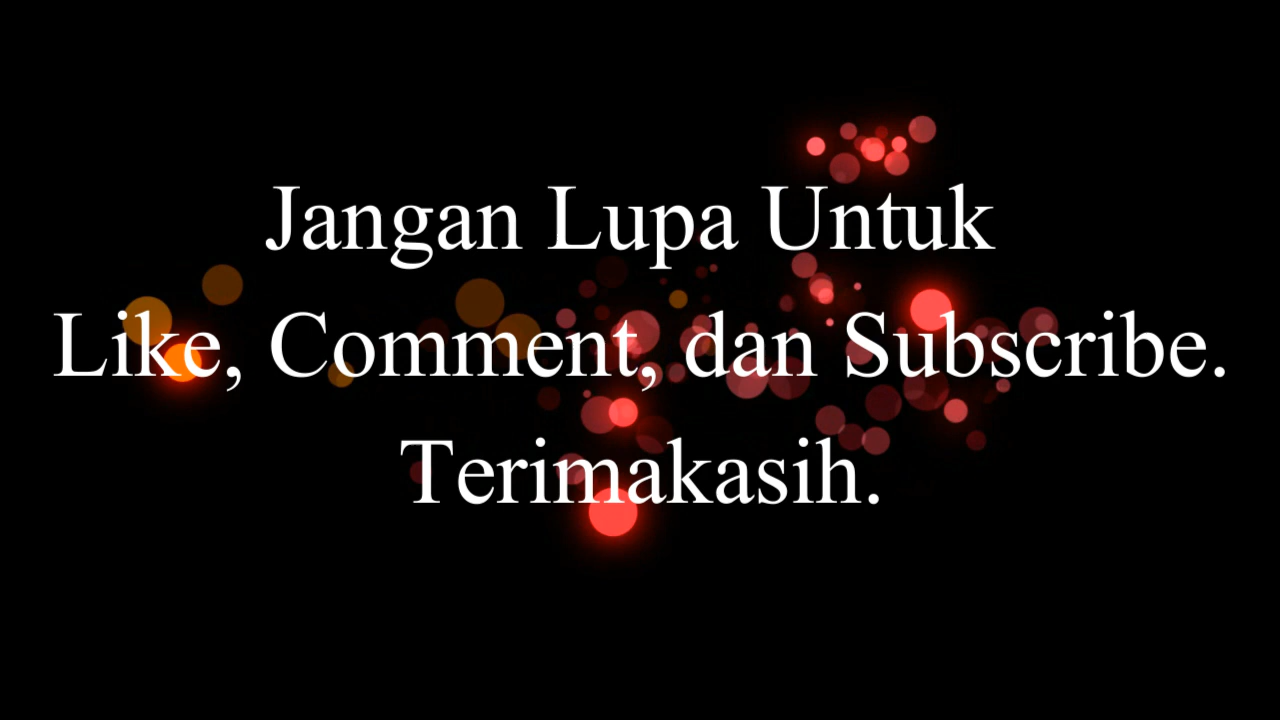 Jangan Lupa Untuk
Like, Comment, dan Subscribe.
Terimakasih.